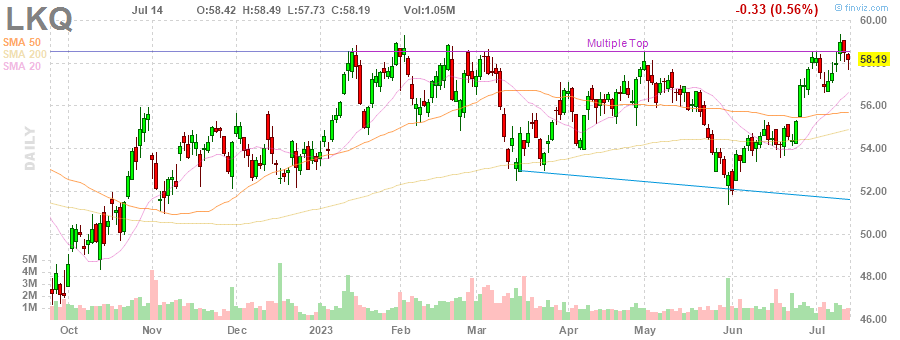 LKQ
Jul 14 O:58.42 H:58.49 L:57.73 C:58.19 Vol:1.05M -0.33 (0.56%) finviz.com
SMA 50
SMA 200
SMA 20
DAILY
Multiple Top
60.00
58.19
56.00
54.00
52.00
50.00
48.00
46.00
5M
4M
3M
2M
1M
Oct Nov Dec 2023 Feb Mar Apr May Jun Jul